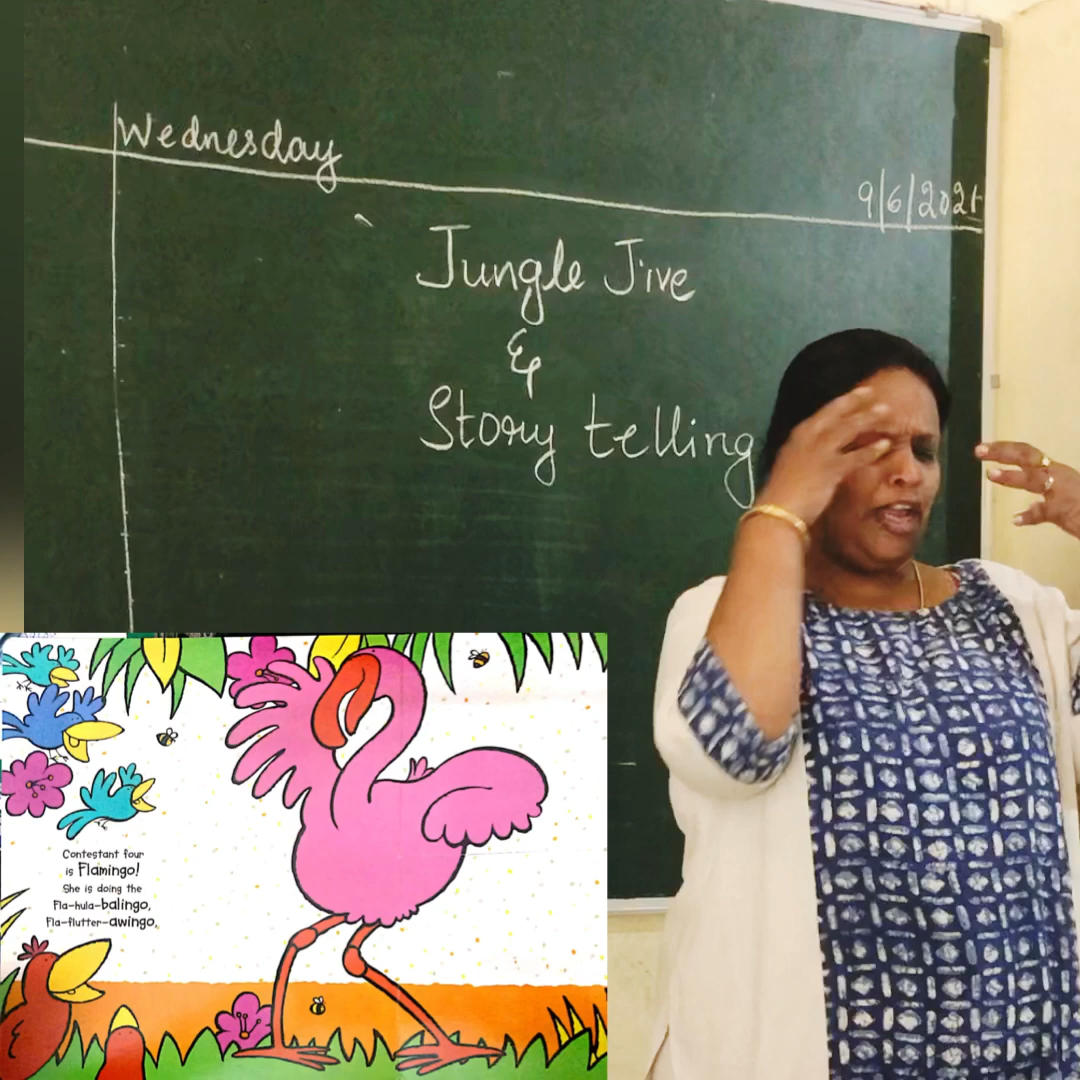 Wednesday
9/6/2021
Jungle Jive
&
Story telling
Contestant four
is Flamingo!
She is doing the
Fla-hula-balingo,
Fla-flutter-awingo,